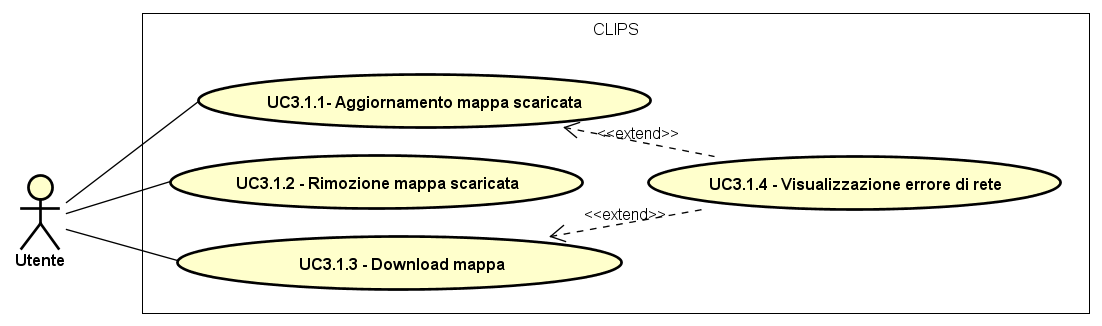 CLIPS
UC3.1.1- Aggiornamento mappa scaricata
<<extend>>
UC3.1.2 - Rimozione mappa scaricata
UC3.1.4 - Visualizzazione errore di rete
<<extend>>
Utente
UC3.1.3 - Download mappa